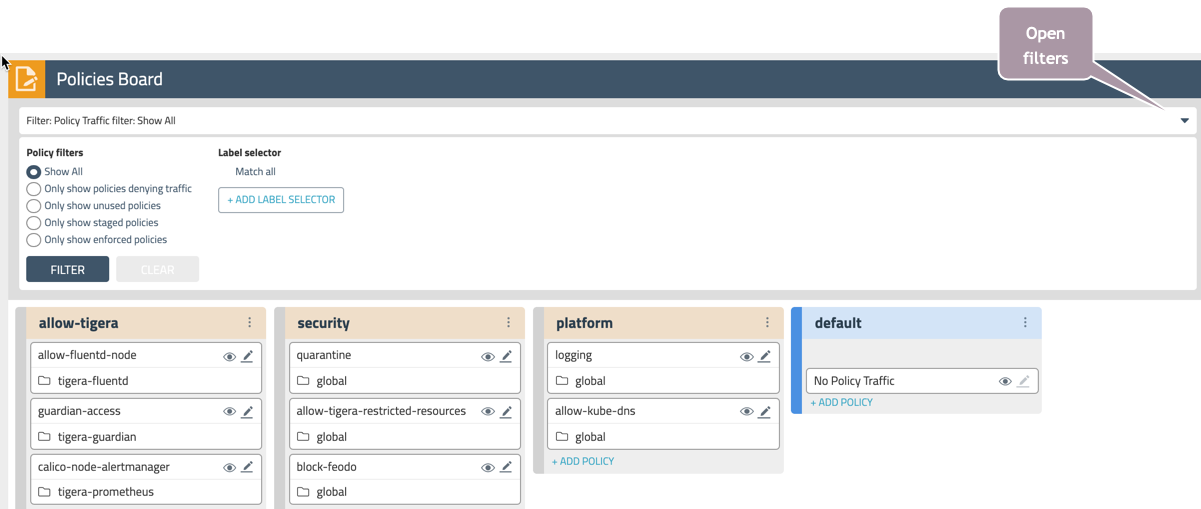 Open
filters
Policies Board
Filter: Policy Traffic filter: Show All
Policy filters
Show All
Only show policies denying traffic
Only show unused policies
Only show staged policies
Only show enforced policies
FILTER
CLEAR
Label selector
Match all
+ ADD LABEL SELECTOR
allow-tigera
allow-fluentd-node
tigera-fluentd
guardian-access
tigera-guardian
calico-node-alertmanager
tigera-prometheus
security
quarantine
global
allow-tigera-restricted-resources
global
block-feodo
global
platform
logging
global
allow-kube-dns
global
+ ADD POLICY
default
No Policy Traffic
+ ADD POLICY